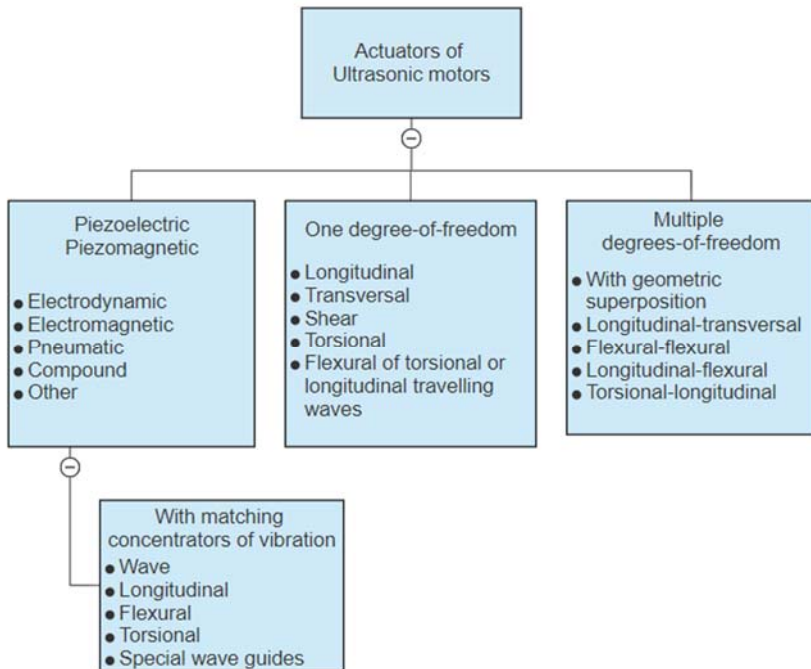 Actuators of
Ultrasonic motors
Piezoelectric
Piezomagnetic
● Electrodynamic
● Electromagnetic
● Pneumatic
● Compound
● Other
One degree-of-freedom
● Longitudinal
● Transversal
● Shear
● Torsional
● Flexural of torsional or
longitudinal travelling
waves
Multiple
degrees-of-freedom
● With geometric
superposition
● Longitudinal-transversal
● Flexural-flexural
● Longitudinal-flexural
● Torsional-longitudinal
With matching
concentrators of vibration
● Wave
● Longitudinal
● Flexural
● Torsional
● Special wave guides